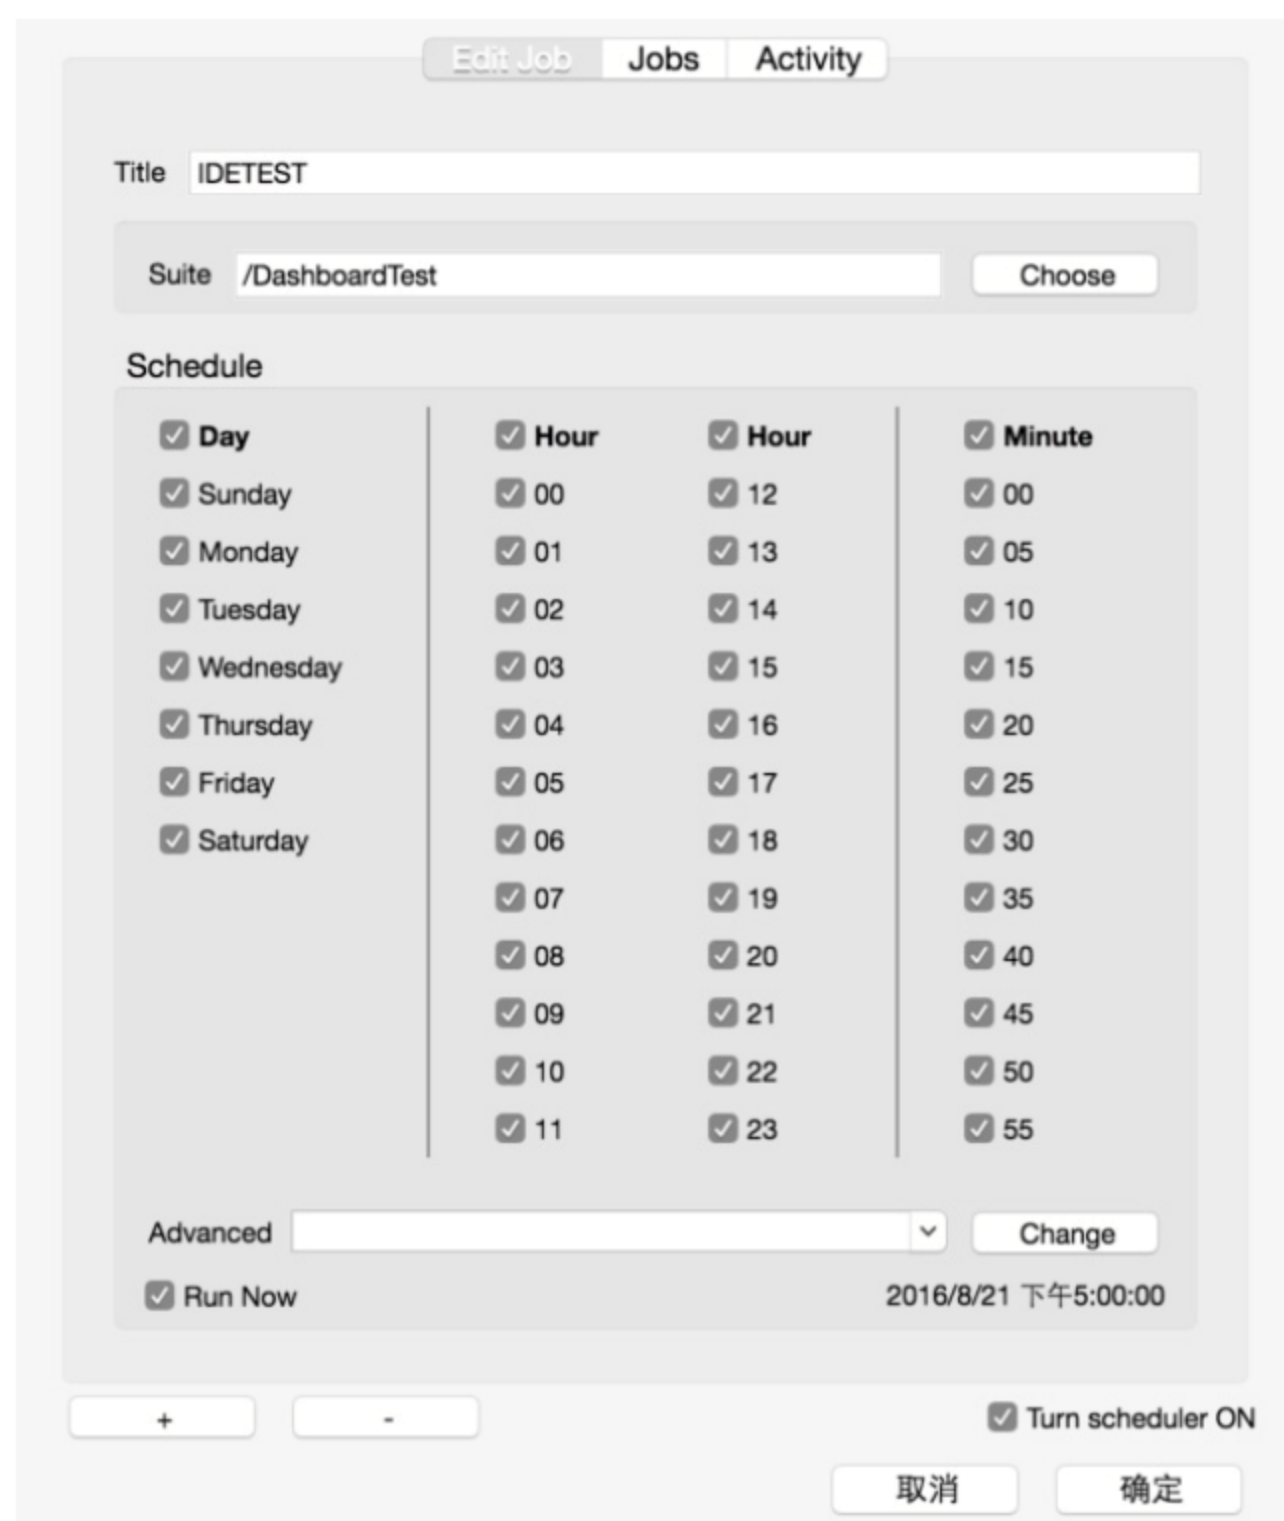 Edit Job Jobs Activity
Title IDETEST
Suite /DashboardTest Choose
Schedule
Day Hour Hour Minute
Sunday 00 12 00
Monday 01 13 05
Tuesday 02 14 10
Wednesday 03 15 15
Thursday 04 16 20
Friday 05 17 25
Saturday 06 18 30
07 19 35
08 20 40
09 21 45
10 22 50
11 23 55
Advanced Change
Run Now 2016/8/21 下午5:00:00
+ - Turn scheduler ON
取消 确定